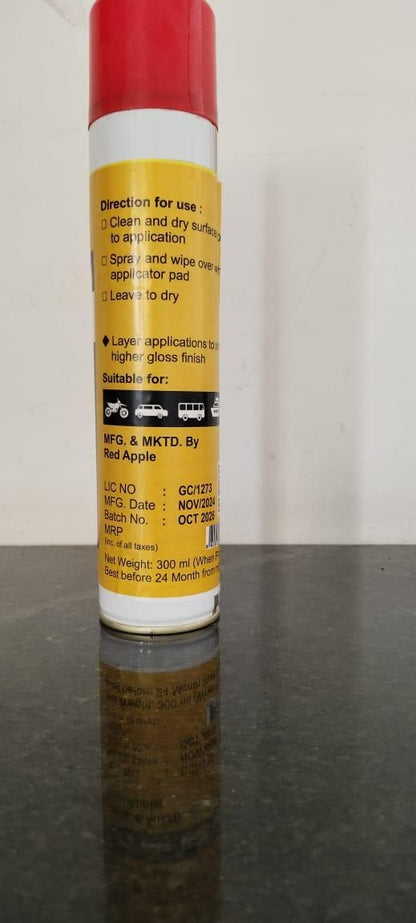 Direction for use :
Clean and dry surface
to application
Spray and wipe over
applicator pad
Leave to dry
Layer applications to
higher gloss finish
Suitable for:
MFG. & MKTD. By
Red Apple
LIC NO : GC/1273
MFG. Date : NOV/2024
Batch No. : OCT 2026
MRP
(inc. of all taxes)
Net Weight: 300 ml (When
Best before 24 Month from